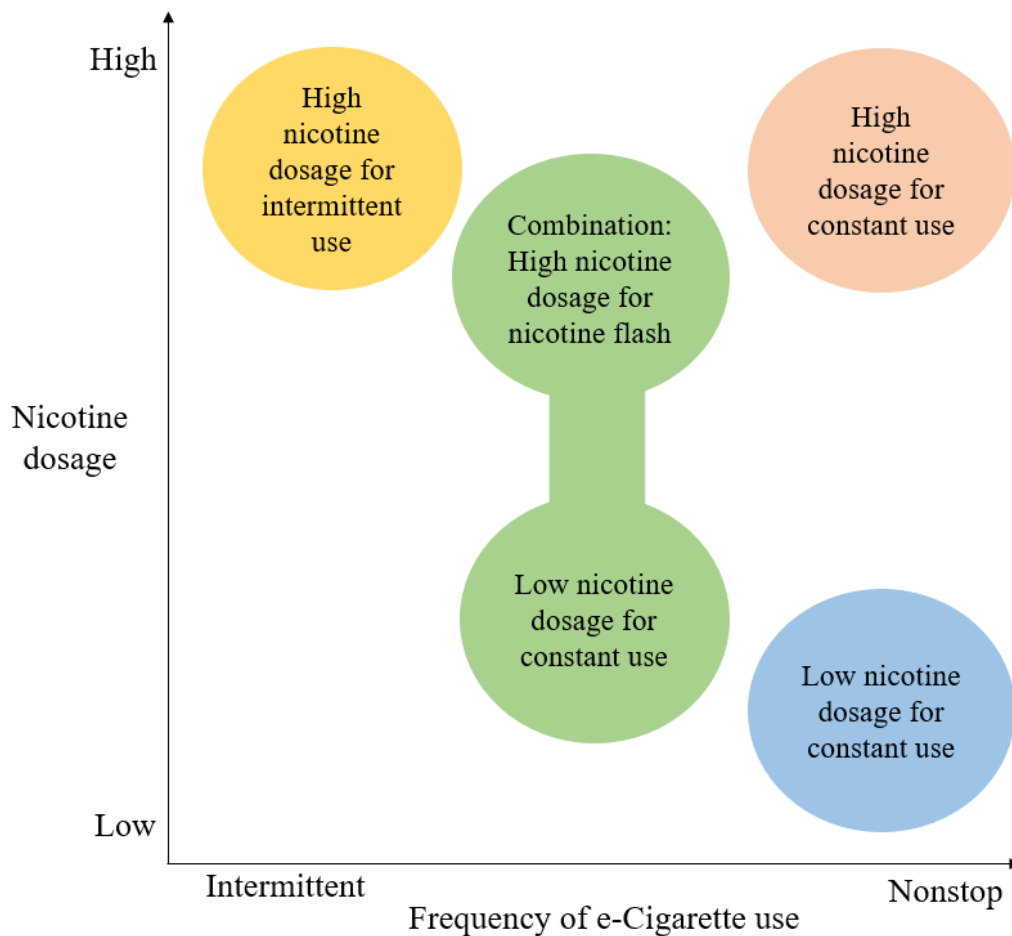 High
High
nicotine
dosage for
intermittent
use
High
nicotine
dosage for
constant use
Combination:
High nicotine
dosage for
nicotine flash
Nicotine
dosage
Low nicotine
dosage for
constant use
Low nicotine
dosage for
constant use
Low
Intermittent
Nonstop
Frequency of e-Cigarette use